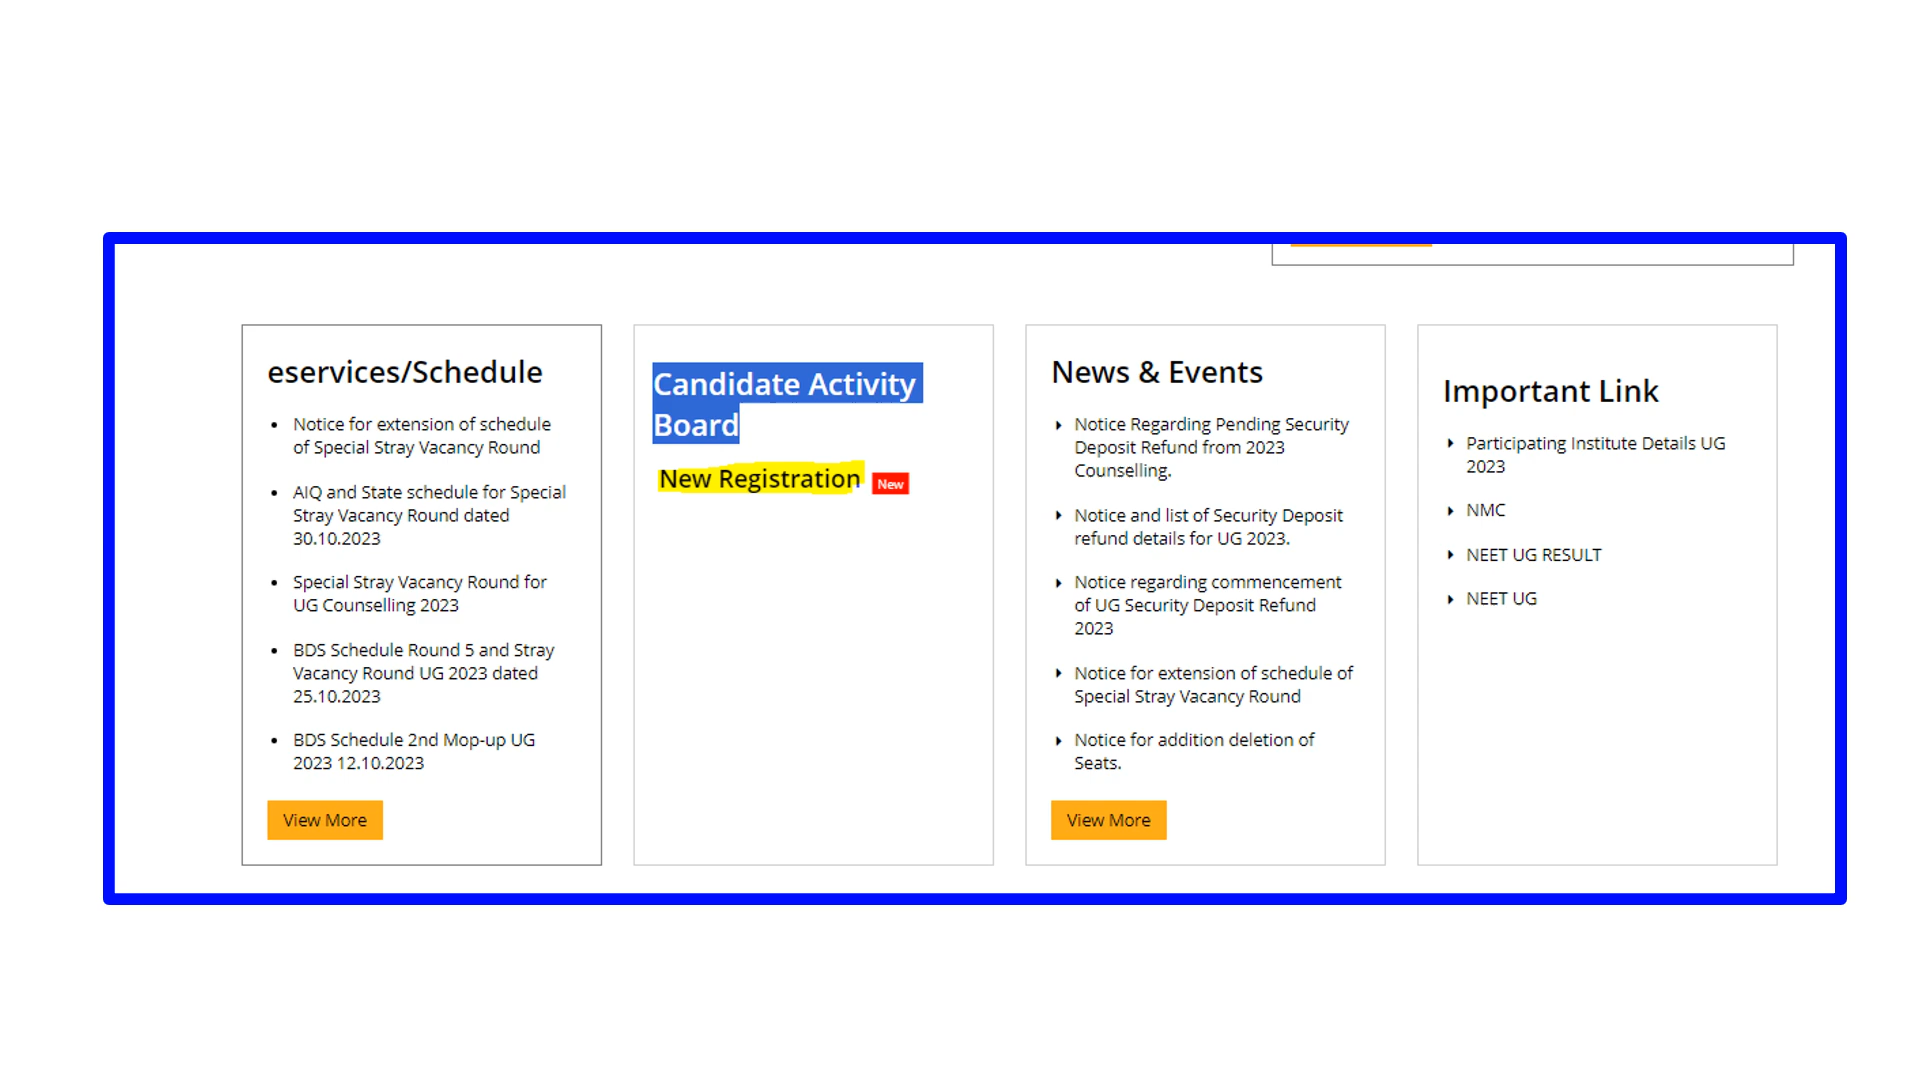 eservices/Schedule
Notice for extension of schedule
of Special Stray Vacancy Round
AIQ and State schedule for Special
Stray Vacancy Round dated
30.10.2023
Special Stray Vacancy Round for
UG Counselling 2023
BDS Schedule Round 5 and Stray
Vacancy Round UG 2023 dated
25.10.2023
BDS Schedule 2nd Mop-up UG
2023 12.10.2023
View More
Candidate Activity
Board
New Registration New
News & Events
Notice Regarding Pending Security
Deposit Refund from 2023
Counselling.
Notice and list of Security Deposit
refund details for UG 2023.
Notice regarding commencement
of UG Security Deposit Refund
2023
Notice for extension of schedule of
Special Stray Vacancy Round
Notice for addition deletion of
Seats.
View More
Important Link
Participating Institute Details UG
2023
NMC
NEET UG RESULT
NEET UG